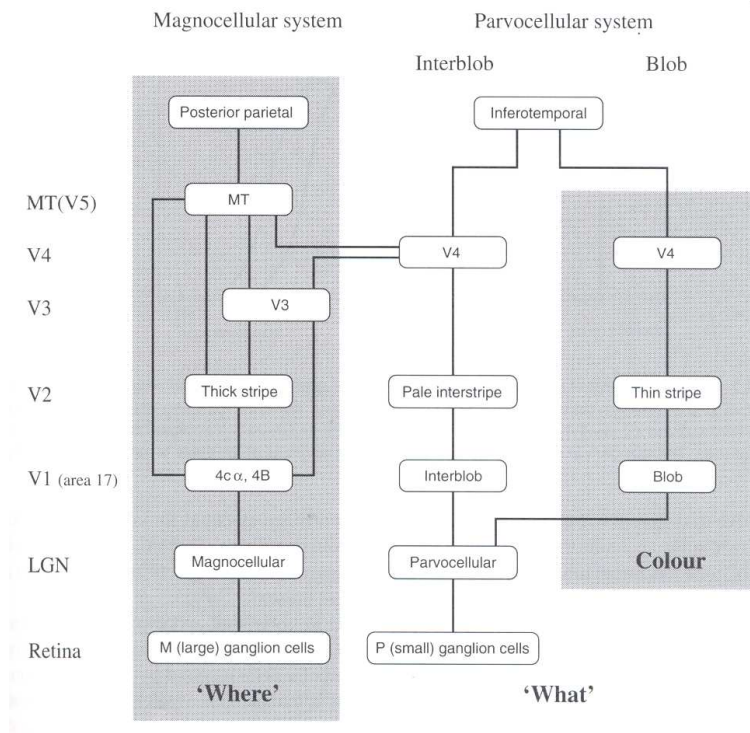 Magnocellular system Parvocellular system
Interblob Blob
Posterior parietal Inferotemporal
MT(V5) MT
V4 V4 V4
V3 V3
V2 Thick stripe Pale interstripe Thin stripe
V1 (area 17) 4c α, 4B Interblob Blob
LGN Magnocellular Parvocellular Colour
Retina M (large) ganglion cells P (small) ganglion cells
‘Where’ ‘What’